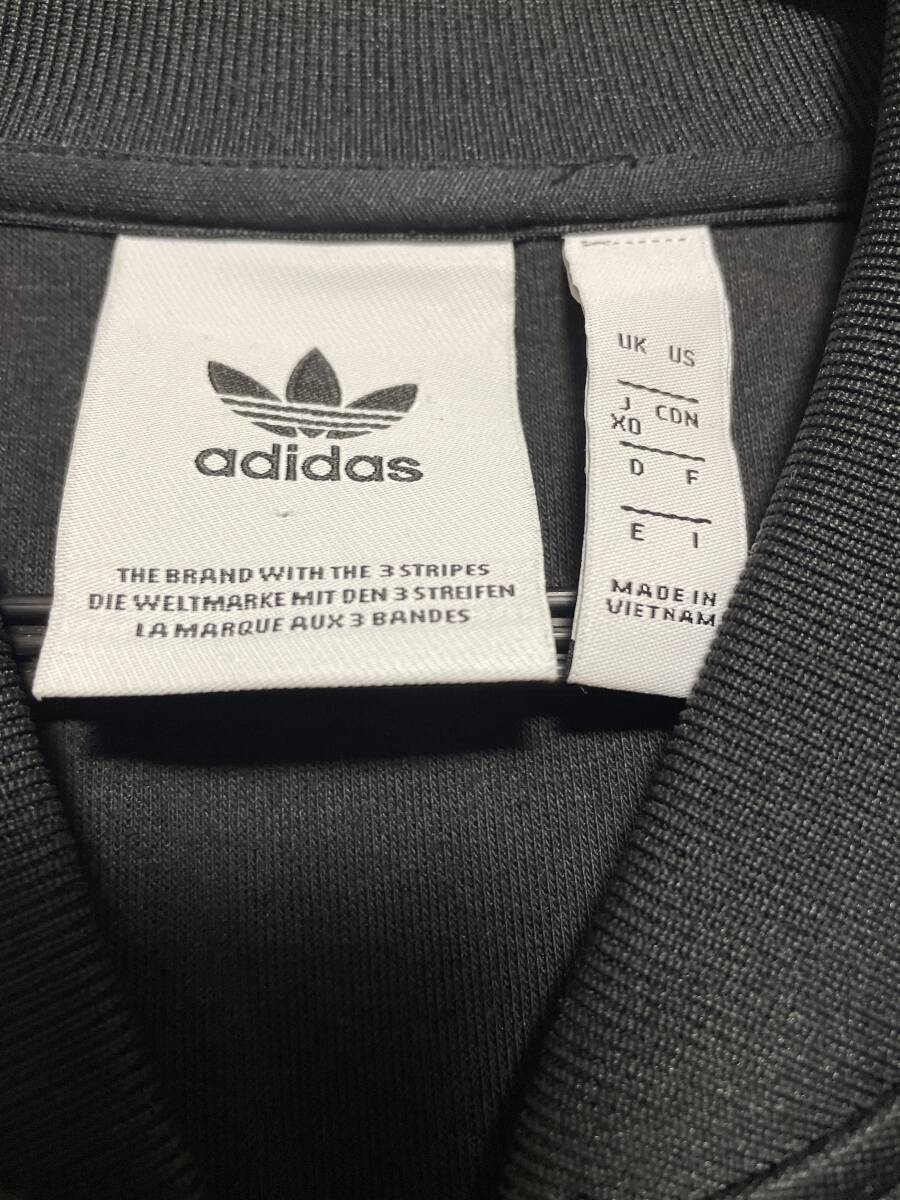 adidas
THE BRAND WITH THE 3 STRIPES
DIE WELTMARKE MIT DEN 3 STREIFEN
LA MARQUE AUX 3 BANDES
UK US
J CDN
XO
D F
E I
MADE IN
VIETNAM